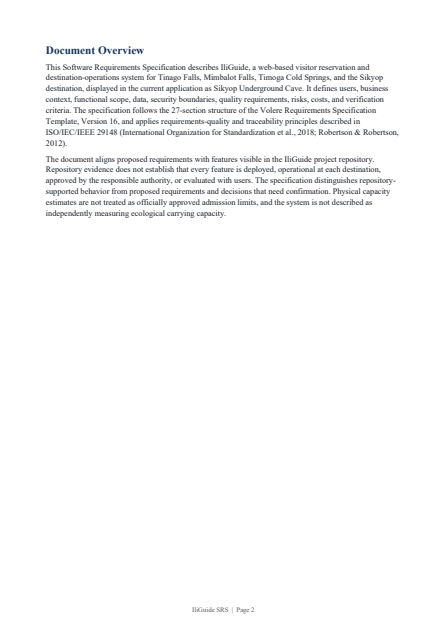 Document Overview
This Software Requirements Specification describes IliGuide, a web-based visitor reservation and
destination-operations system for Tinago Falls, Mimbalot Falls, Timoga Cold Springs, and the Sikyop
destination, displayed in the current application as Sikyop Underground Cave. It defines users, business
context, functional scope, data, security boundaries, quality requirements, risks, costs, and verification
criteria. The specification follows the 27-section structure of the Volere Requirements Specification
Template, Version 16, and applies requirements-quality and traceability principles described in
ISO/IEC/IEEE 29148 (International Organization for Standardization et al., 2018; Robertson & Robertson,
2012).
The document aligns proposed requirements with features visible in the IliGuide project repository.
Repository evidence does not establish that every feature is deployed, operational at each destination,
approved by the responsible authority, or evaluated with users. The specification distinguishes repository-
supported behavior from proposed requirements and decisions that need confirmation. Physical capacity
estimates are not treated as officially approved admission limits, and the system is not described as
independently measuring ecological carrying capacity.
IliGuide SRS | Page 2